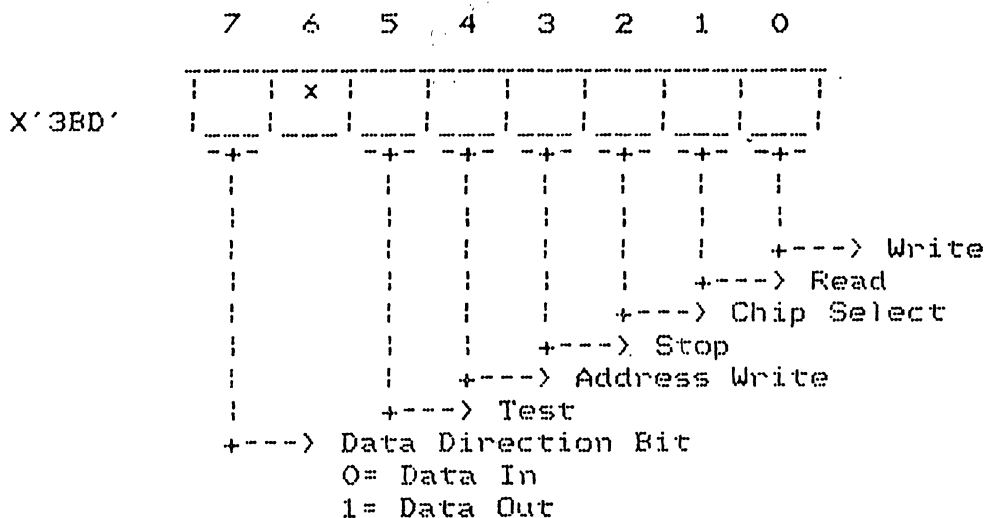 7 6 5 4 3 2 1 0
x
X'3BD'
+---> Write
+---> Read
+---> Chip Select
+---> Stop
+---> Address Write
+---> Test
+---> Data Direction Bit
0= Data In
1= Data Out